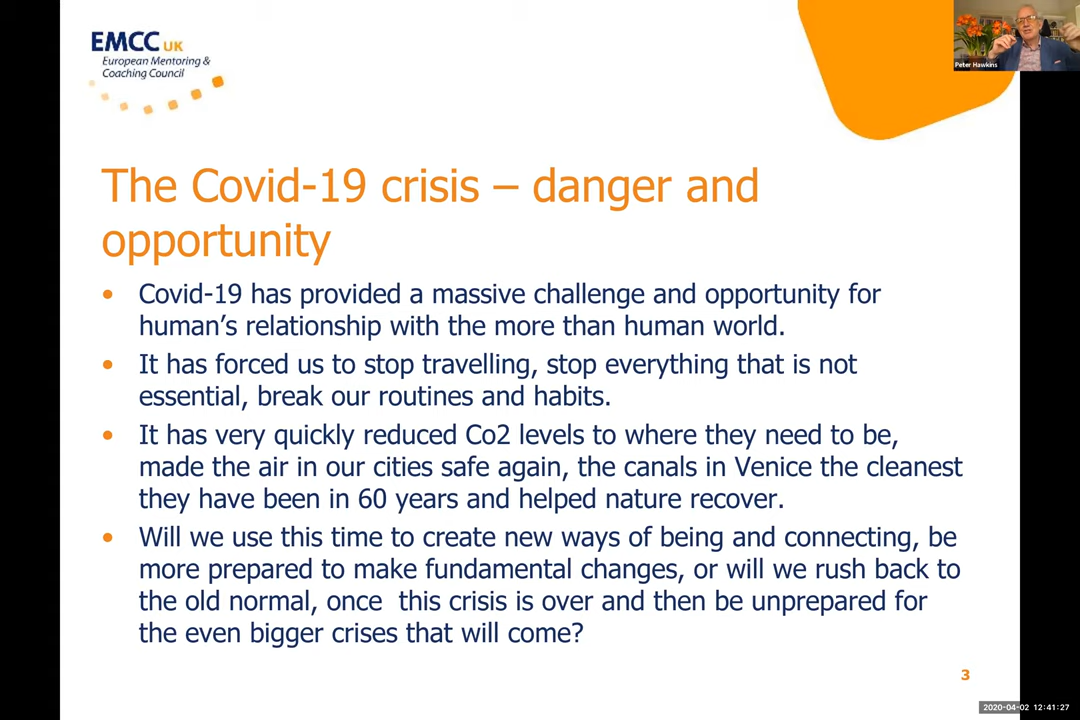 EMCC UK
European Mentoring &
Coaching Council
Peter Hawkins
The Covid-19 crisis – danger and
opportunity
• Covid-19 has provided a massive challenge and opportunity for
human’s relationship with the more than human world.
• It has forced us to stop travelling, stop everything that is not
essential, break our routines and habits.
• It has very quickly reduced Co2 levels to where they need to be,
made the air in our cities safe again, the canals in Venice the cleanest
they have been in 60 years and helped nature recover.
• Will we use this time to create new ways of being and connecting, be
more prepared to make fundamental changes, or will we rush back to
the old normal, once  this crisis is over and then be unprepared for
the even bigger crises that will come?
3
2020-04-02 12:41:27